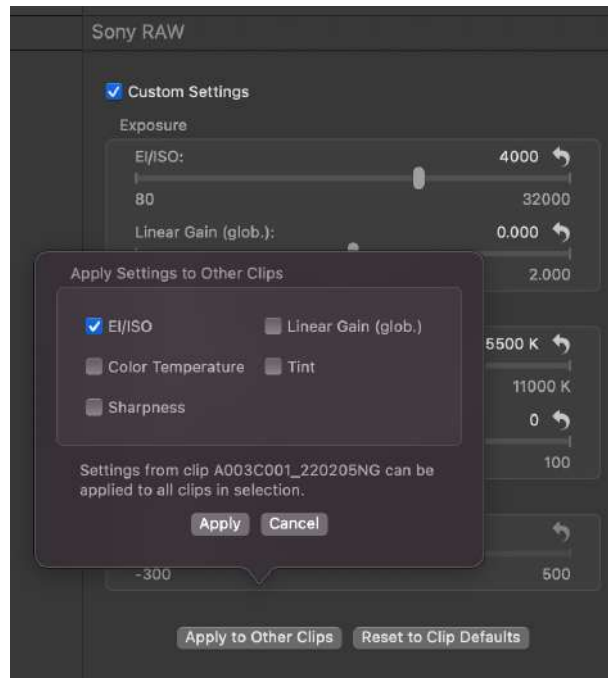 Sony RAW
Custom Settings
Exposure
EI/ISO: 4000
80 32000
Linear Gain (glob.): 0.000
2.000
Apply Settings to Other Clips
EI/ISO Linear Gain (glob.)
5500 K
Color Temperature Tint
11000 K
Sharpness
0
100
Settings from clip A003C001_220205NG can be
applied to all clips in selection.
Apply Cancel
-300 500
Apply to Other Clips Reset to Clip Defaults